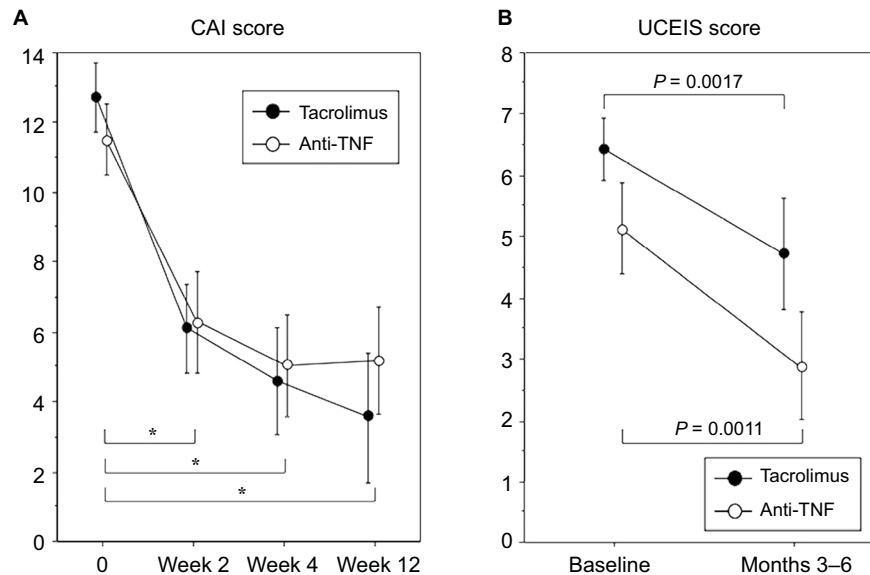 A
CAI score
14
12
10
8
6
4
2
0
Tacrolimus
Anti-TNF
*
*
*
0 Week 2 Week 4 Week 12
B
UCEIS score
8
7
6
5
4
3
2
1
0
P = 0.0017
P = 0.0011
Tacrolimus
Anti-TNF
Baseline Months 3–6